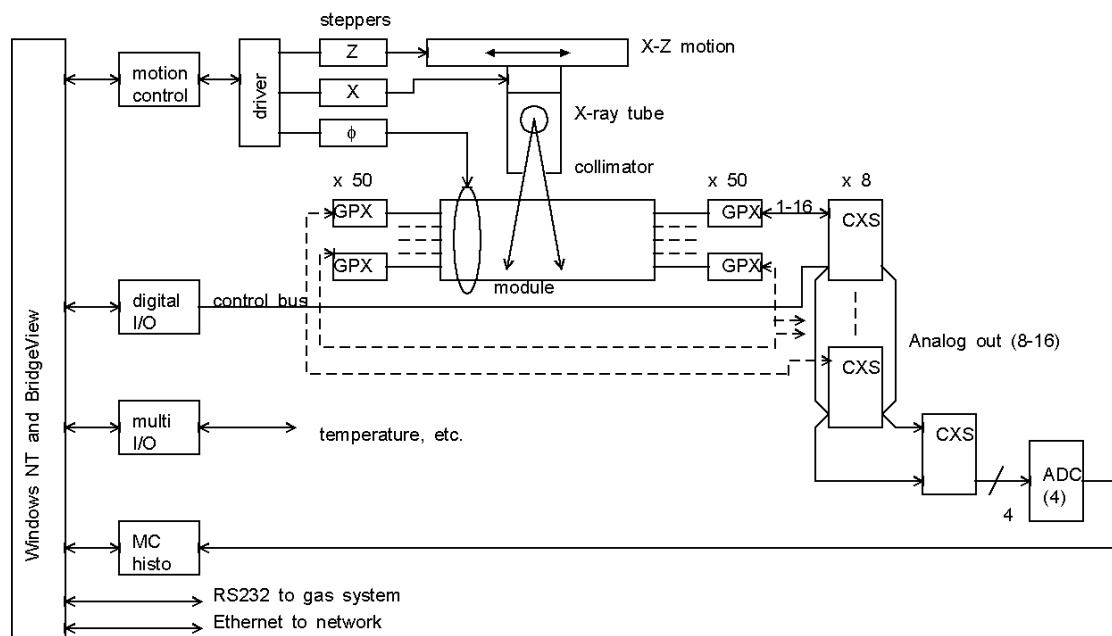 steppers
Z
X-Z motion
motion
control
driver
X
X-ray tube
ϕ
collimator
x 50
x 50
x 8
GPX
GPX
1-16
CXS
GPX
GPX
module
digital
I/O
control bus
Analog out (8-16)
CXS
Windows NT and BridgeView
multi
I/O
temperature, etc.
CXS
ADC
(4)
4
MC
histo
RS232 to gas system
Ethernet to network